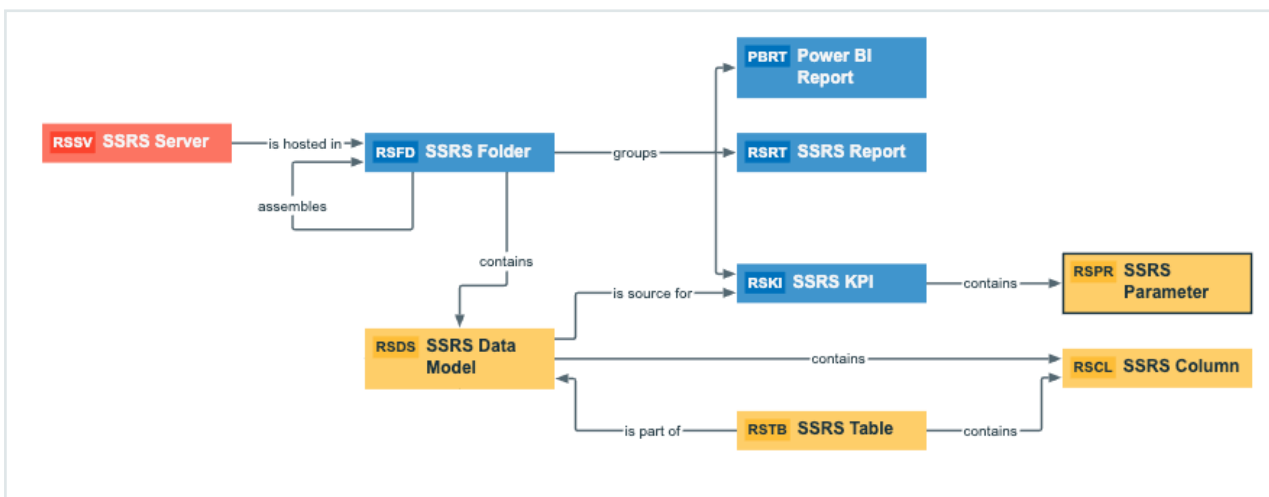 PBRT Power BI
Report
RSSV SSRS Server
is hosted in
RSFD SSRS Folder
groups
RSRT SSRS Report
assembles
contains
RSKI SSRS KPI
contains
RSPR SSRS
Parameter
is source for
RSDS SSRS Data
Model
contains
RSCL SSRS Column
is part of
RSTB SSRS Table
contains